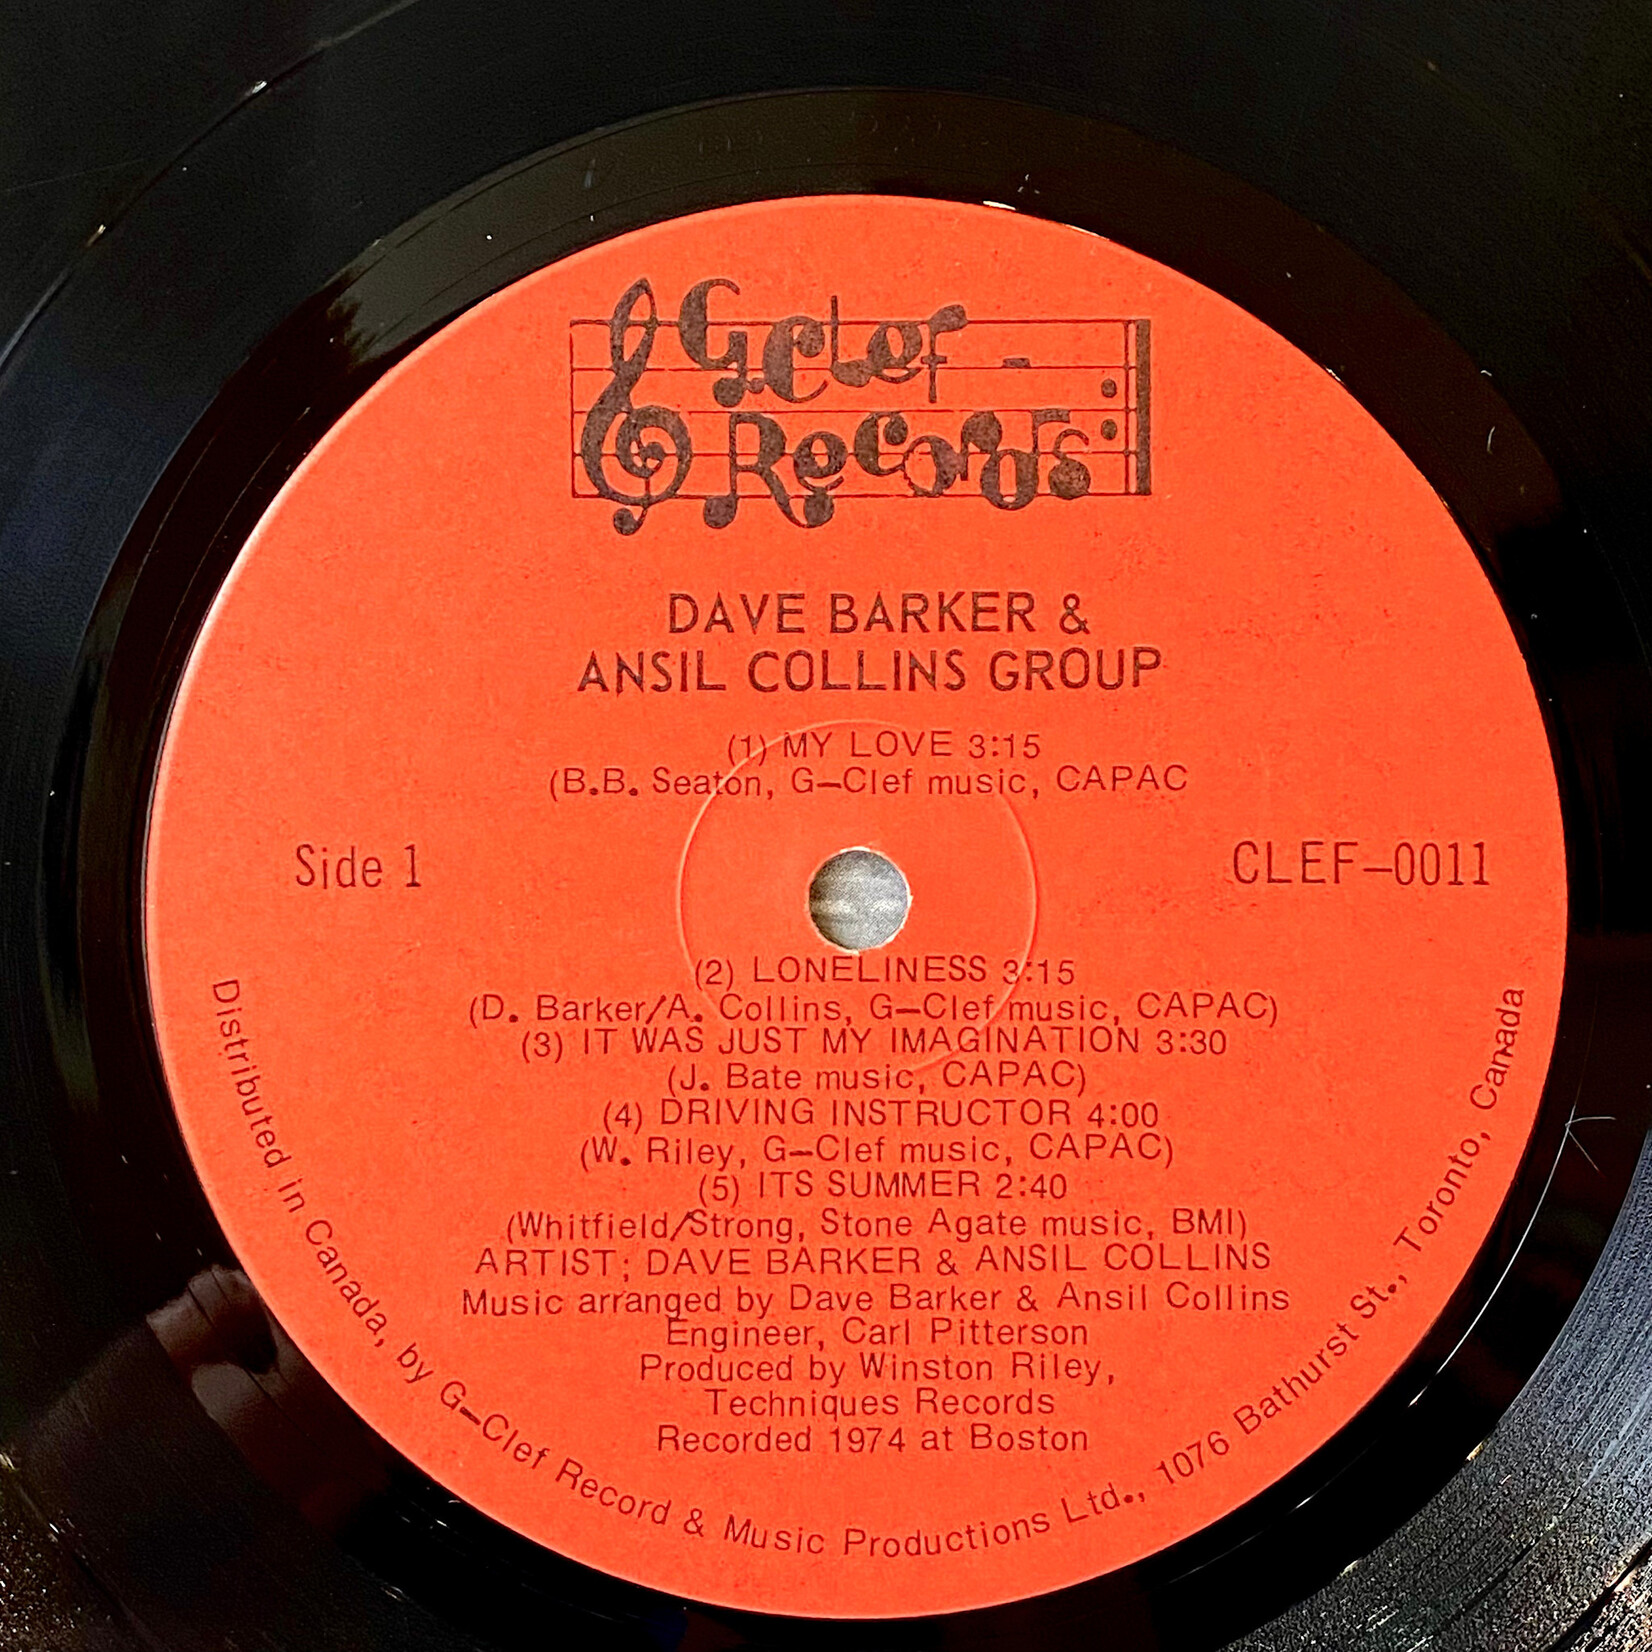 G.Clef -
Records
DAVE BARKER &
ANSIL COLLINS GROUP
(1) MY LOVE 3:15
(B.B. Seaton, G-Clef music, CAPAC
Side 1
CLEF-0011
(2) LONELINESS 3:15
(D. Barker/A. Collins, G-Clef music, CAPAC)
(3) IT WAS JUST MY IMAGINATION 3:30
(J. Bate music, CAPAC)
(4) DRIVING INSTRUCTOR 4:00
(W. Riley, G-Clef music, CAPAC)
(5) ITS SUMMER 2:40
(Whitfield/Strong, Stone Agate music, BMI)
ARTIST; DAVE BARKER & ANSIL COLLINS
Music arranged by Dave Barker & Ansil Collins
Engineer, Carl Pitterson
Produced by Winston Riley,
Techniques Records
Recorded 1974 at Boston
Distributed in Canada, by G-Clef Record & Music Productions Ltd., 1076 Bathurst St., Toronto, Canada